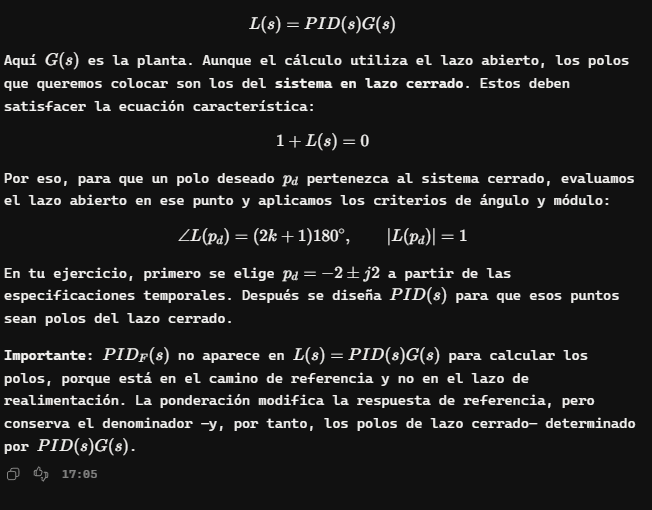 L(s) = PID(s)G(s)
Aquí G(s) es la planta. Aunque el cálculo utiliza el lazo abierto, los polos
que queremos colocar son los del sistema en lazo cerrado. Estos deben
satisfacer la ecuación característica:
1 + L(s) = 0
Por eso, para que un polo deseado p_d pertenezca al sistema cerrado, evaluamos
el lazo abierto en ese punto y aplicamos los criterios de ángulo y módulo:
∠L(p_d) = (2k + 1)180°, |L(p_d)| = 1
En tu ejercicio, primero se elige p_d = −2 ± j2 a partir de las
especificaciones temporales. Después se diseña PID(s) para que esos puntos
sean polos del lazo cerrado.
Importante: PID_F(s) no aparece en L(s) = PID(s)G(s) para calcular los
polos, porque está en el camino de referencia y no en el lazo de
realimentación. La ponderación modifica la respuesta de referencia, pero
conserva el denominador —y, por tanto, los polos de lazo cerrado— determinado
por PID(s)G(s).
17:05